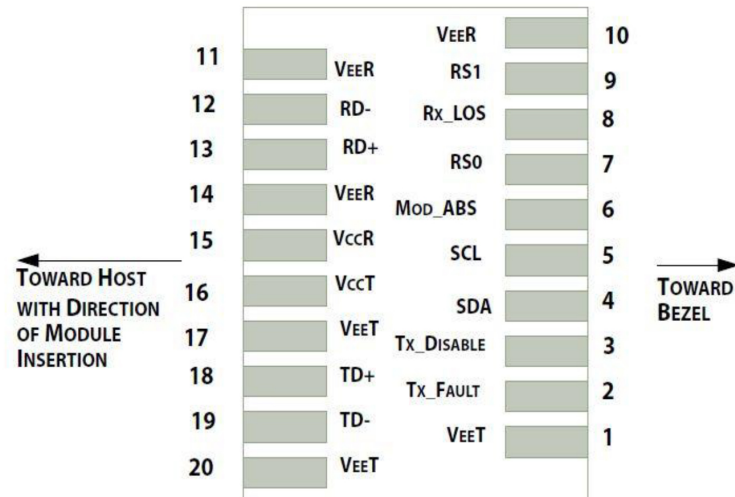 VEER
10
11
VEER
RS1
9
12
RD-
RX_LOS
8
13
RD+
RS0
7
14
VEER
MOD_ABS
6
15
VCCR
SCL
5
16
VCCT
SDA
4
17
VEET
TX_DISABLE
3
18
TD+
TX_FAULT
2
19
TD-
VEET
1
20
VEET
TOWARD HOST
WITH DIRECTION
OF MODULE
INSERTION
TOWARD
BEZEL